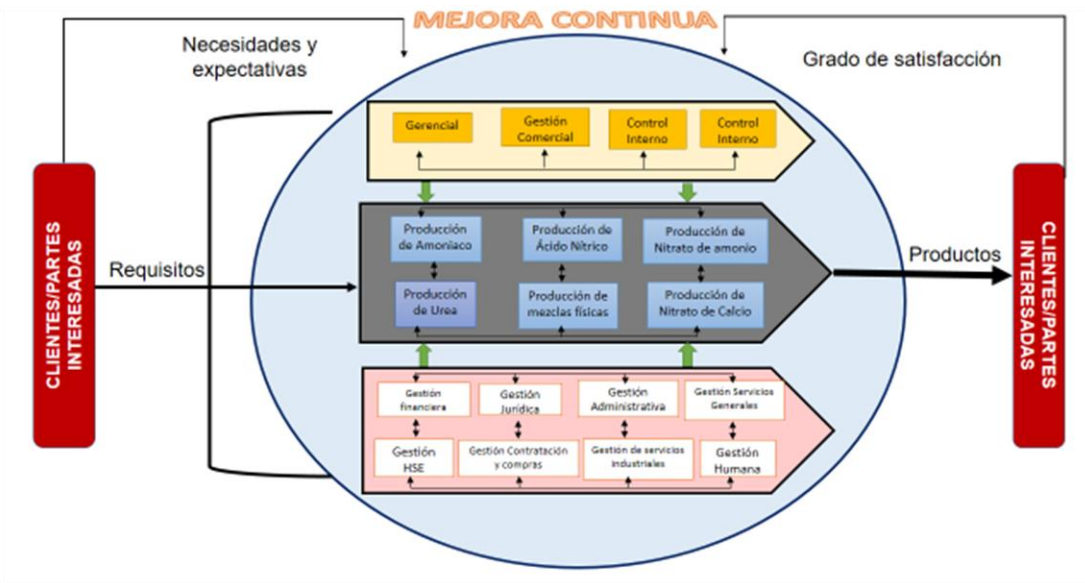 MEJORA CONTINUA
Necesidades y
expectativas
Grado de satisfacción
Gerencial
Gestión
Comercial
Control
Interno
Control
Interno
CLIENTES/PARTES
INTERESADAS
Requisitos
Producción
de Amoniaco
Producción de
Ácido Nítrico
Producción de
Nitrato de amonio
Producción
de Urea
Producción de
mezclas físicas
Producción de
Nitrato de Calcio
Productos
CLIENTES/PARTES
INTERESADAS
Gestión
financiera
Gestión
Jurídica
Gestión
Administrativa
Gestión Servicios
Generales
Gestión
HSE
Gestión Contratación
y compras
Gestión de servicios
industriales
Gestión
Humana